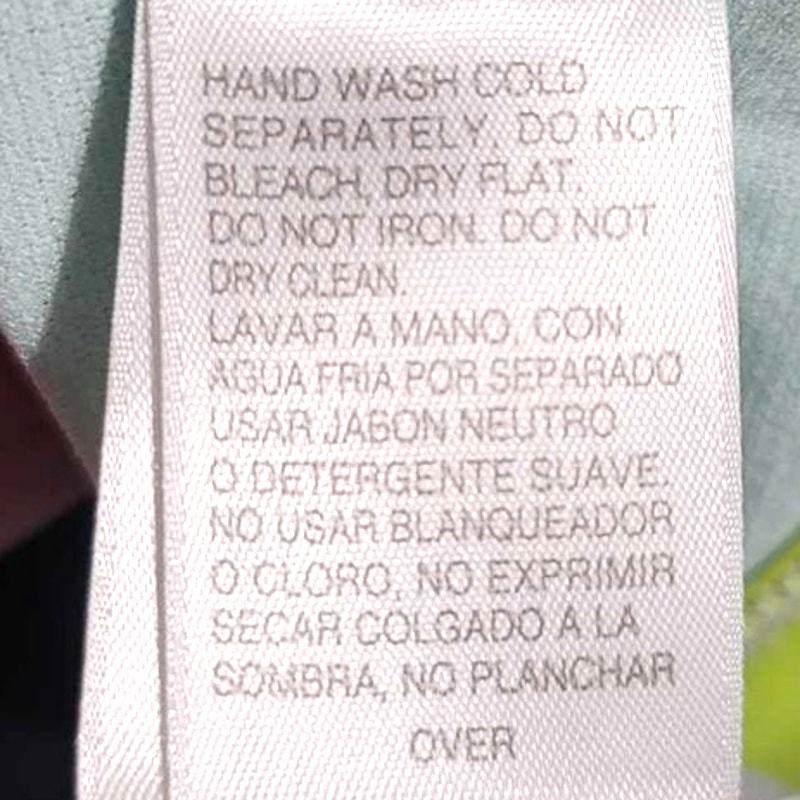 HAND WASH COLD
SEPARATELY. DO NOT
BLEACH, DRY FLAT.
DO NOT IRON. DO NOT
DRY CLEAN.
LAVAR A MANO, CON
AGUA FRIA POR SEPARADO
USAR JABON NEUTRO
O DETERGENTE SUAVE.
NO USAR BLANQUEADOR
O CLORO, NO EXPRIMIR
SECAR COLGADO A LA
SOMBRA, NO PLANCHAR
OVER